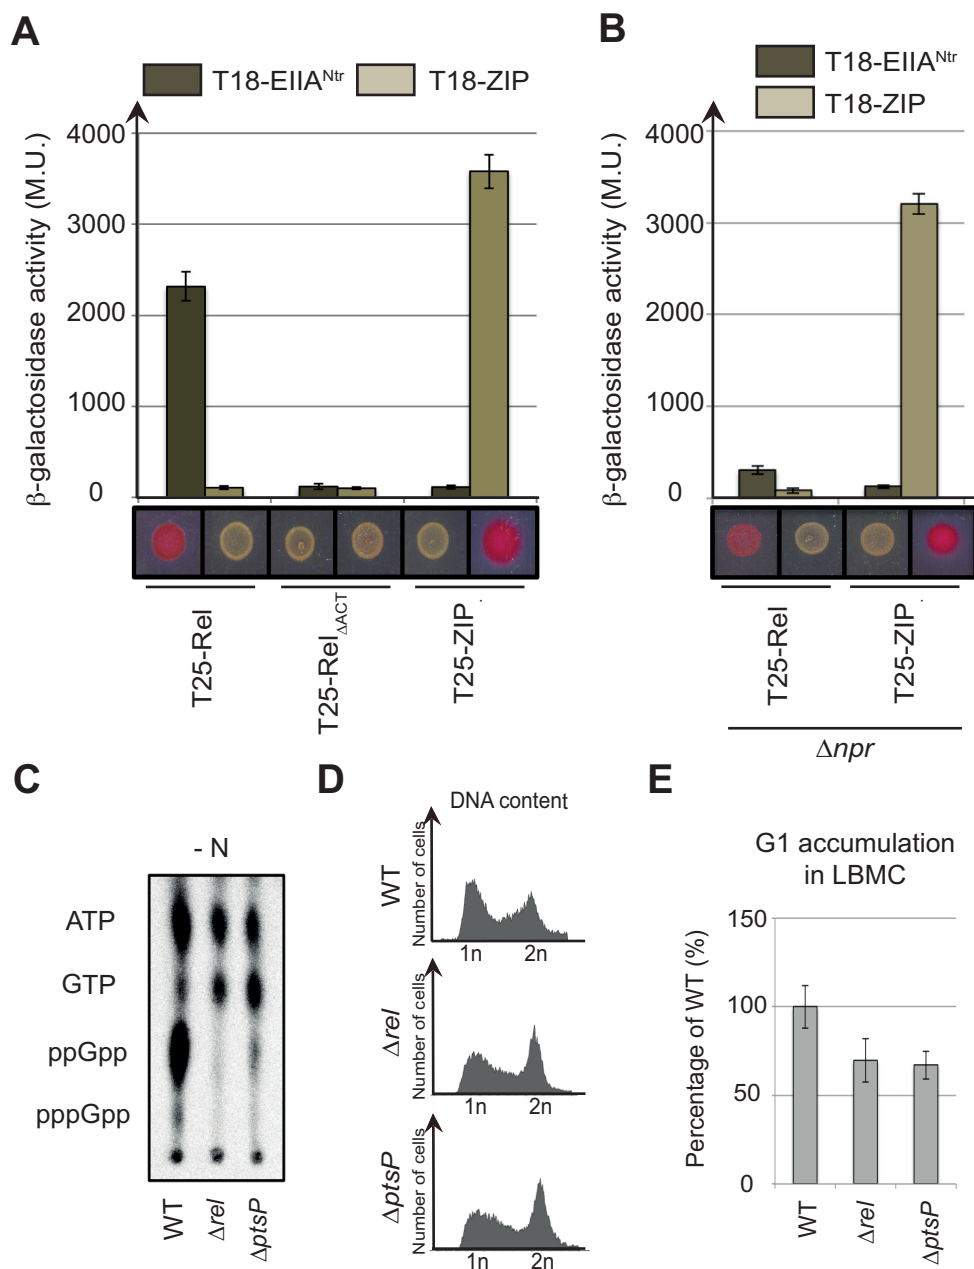 A
T18-EIIA^Ntr T18-ZIP
β-galactosidase activity (M.U.)
4000
3000
2000
1000
0
T25-Rel
T25-Rel_ΔACT
T25-ZIP
B
T18-EIIA^Ntr
T18-ZIP
β-galactosidase activity (M.U.)
4000
3000
2000
1000
0
T25-Rel
T25-ZIP
Δnpr
C
- N
ATP
GTP
ppGpp
pppGpp
WT
Δrel
ΔptsP
D
DNA content
WT
Number of cells
1n 2n
Δrel
Number of cells
1n 2n
ΔptsP
Number of cells
1n 2n
E
G1 accumulation
in LBMC
Percentage of WT (%)
150
100
50
0
WT
Δrel
ΔptsP